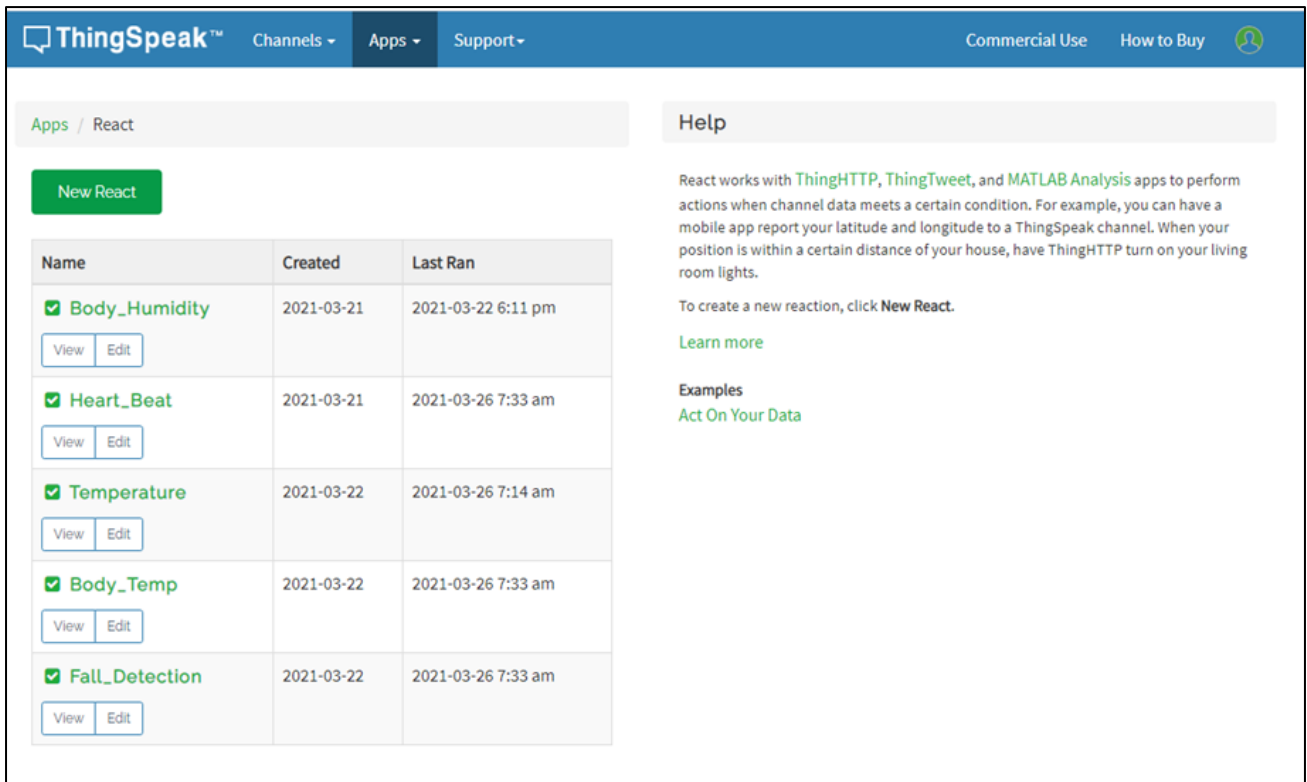 ThingSpeak™ Channels Apps Support Commercial Use How to Buy
Apps / React
New React
Name Created Last Ran
Body_Humidity 2021-03-21 2021-03-22 6:11 pm
View Edit
Heart_Beat 2021-03-21 2021-03-26 7:33 am
View Edit
Temperature 2021-03-22 2021-03-26 7:14 am
View Edit
Body_Temp 2021-03-22 2021-03-26 7:33 am
View Edit
Fall_Detection 2021-03-22 2021-03-26 7:33 am
View Edit
Help
React works with ThingHTTP, ThingTweet, and MATLAB Analysis apps to perform
actions when channel data meets a certain condition. For example, you can have a
mobile app report your latitude and longitude to a ThingSpeak channel. When your
position is within a certain distance of your house, have ThingHTTP turn on your living
room lights.
To create a new reaction, click New React.
Learn more
Examples
Act On Your Data